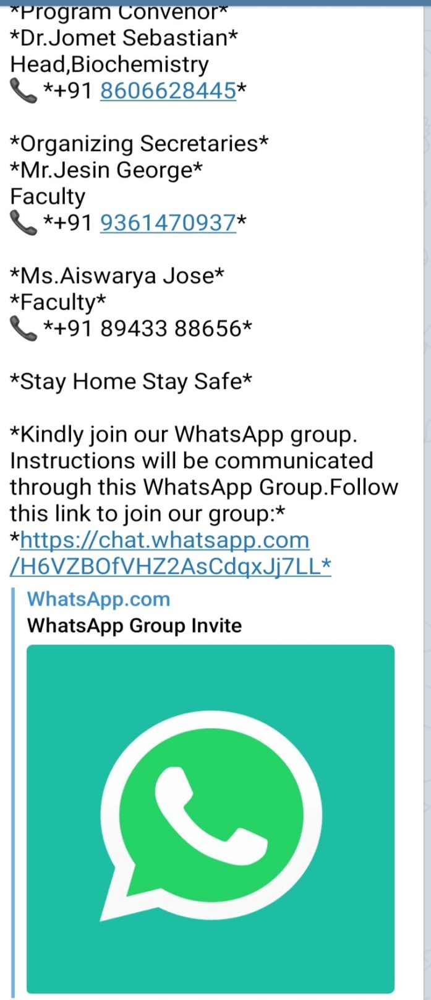 *Program Convenor*
*Dr.Jomet Sebastian*
Head,Biochemistry
📞 *+91 8606628445*
*Organizing Secretaries*
*Mr.Jesin George*
Faculty
📞 *+91 9361470937*
*Ms.Aiswarya Jose*
*Faculty*
📞 *+91 89433 88656*
*Stay Home Stay Safe*
*Kindly join our WhatsApp group.
Instructions will be communicated
through this WhatsApp Group.Follow
this link to join our group:*
*https://chat.whatsapp.com
/H6VZBOfVHZ2AsCdqxJj7LL*
WhatsApp.com
WhatsApp Group Invite